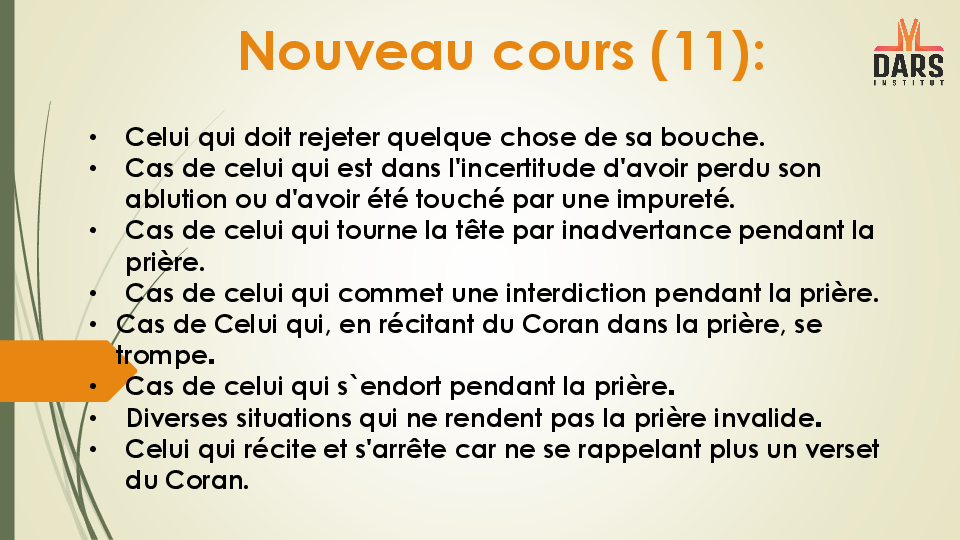 Nouveau cours (11):
DARS
INSTITUT
• Celui qui doit rejeter quelque chose de sa bouche.
• Cas de celui qui est dans l'incertitude d'avoir perdu son
ablution ou d'avoir été touché par une impureté.
• Cas de celui qui tourne la tête par inadvertance pendant la
prière.
• Cas de celui qui commet une interdiction pendant la prière.
• Cas de Celui qui, en récitant du Coran dans la prière, se
trompe.
• Cas de celui qui s`endort pendant la prière.
• Diverses situations qui ne rendent pas la prière invalide.
• Celui qui récite et s'arrête car ne se rappelant plus un verset
du Coran.